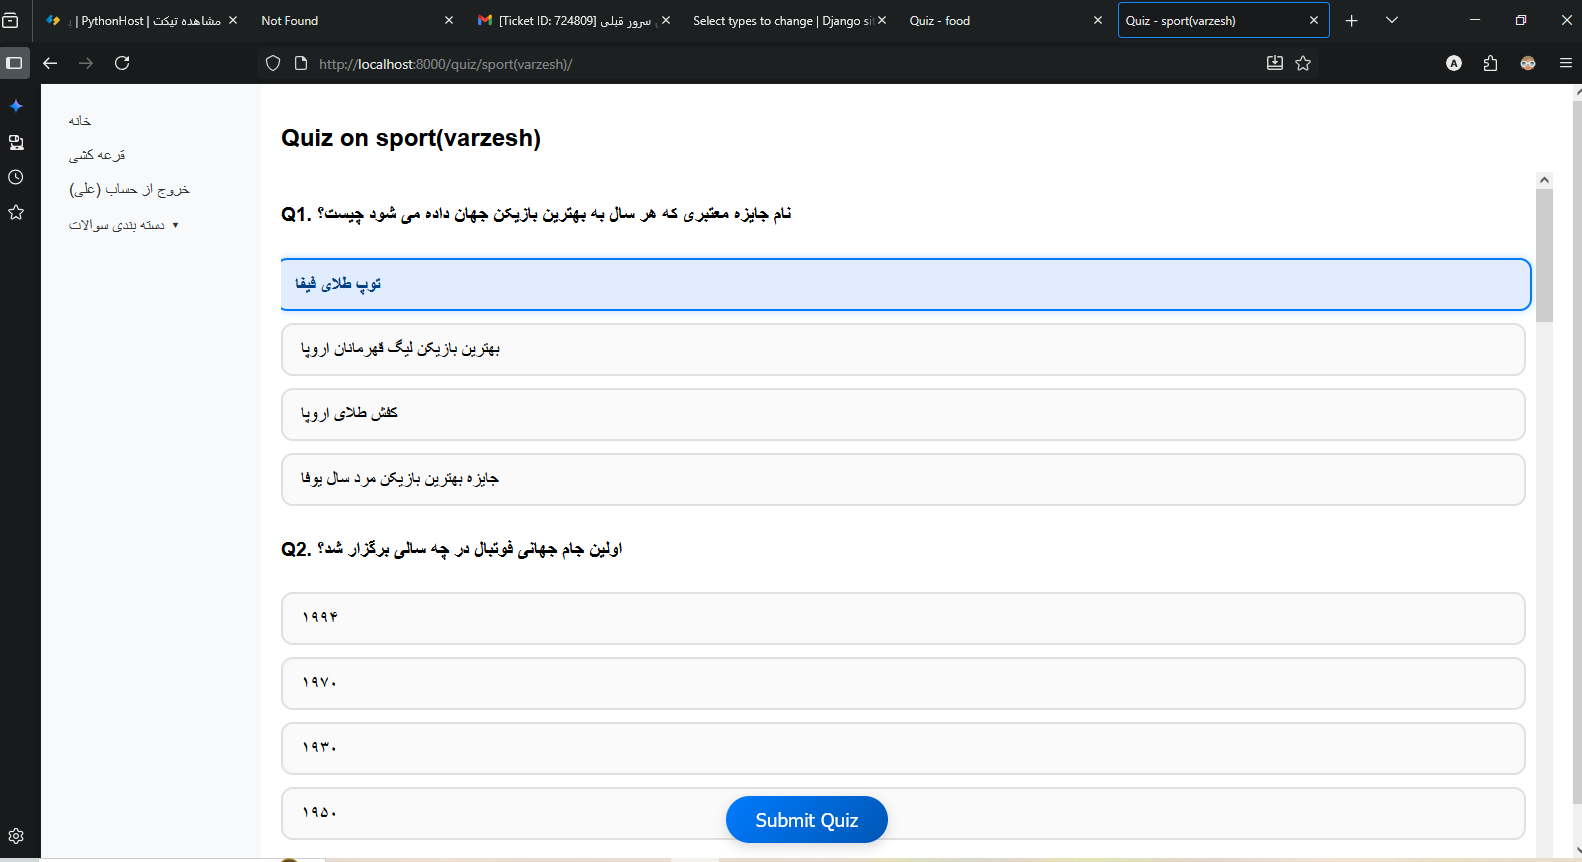 مشاهده تیکت | PythonHost |
Not Found
[Ticket ID: 724809] سرور قبلی
Select types to change | Django sit
Quiz - food
Quiz - sport(varzesh)
http://localhost:8000/quiz/sport(varzesh)/
A
خانه
قرعه کشی
خروج از حساب (علی)
دسته بندی سوالات ▼
Quiz on sport(varzesh)
Q1. نام جایزه معتبری که هر سال به بهترین بازیکن جهان داده می شود چیست؟
توپ طلای فیفا
بهترین بازیکن لیگ قهرمانان اروپا
کفش طلای اروپا
جایزه بهترین بازیکن مرد سال یوفا
Q2. اولین جام جهانی فوتبال در چه سالی برگزار شد؟
۱۹۹۴
۱۹۷۰
۱۹۳۰
۱۹۵۰
Submit Quiz